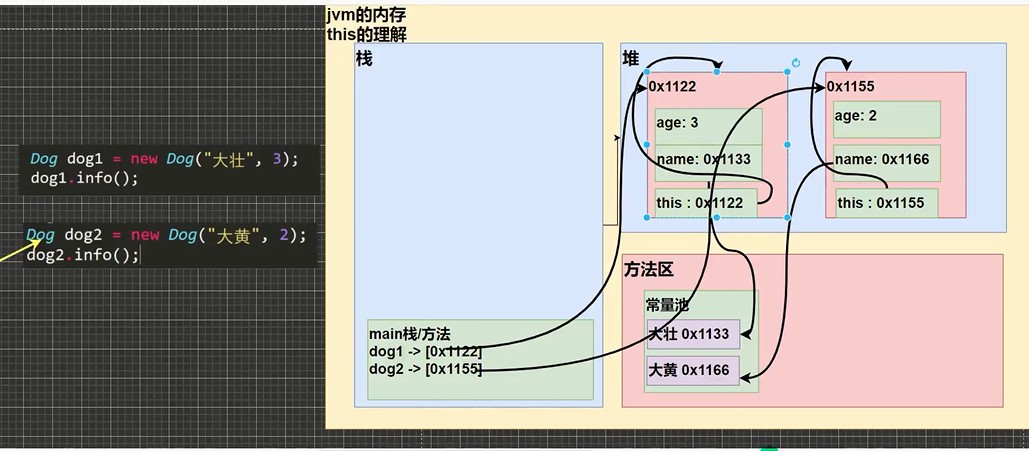 jvm的内存
this的理解
栈
堆
0x1122
age: 3
name: 0x1133
this : 0x1122
0x1155
age: 2
name: 0x1166
this : 0x1155
Dog dog1 = new Dog("大壮", 3);
dog1.info();
Dog dog2 = new Dog("大黄", 2);
dog2.info();
main栈/方法
dog1 -> [0x1122]
dog2 -> [0x1155]
方法区
常量池
大壮 0x1133
大黄 0x1166